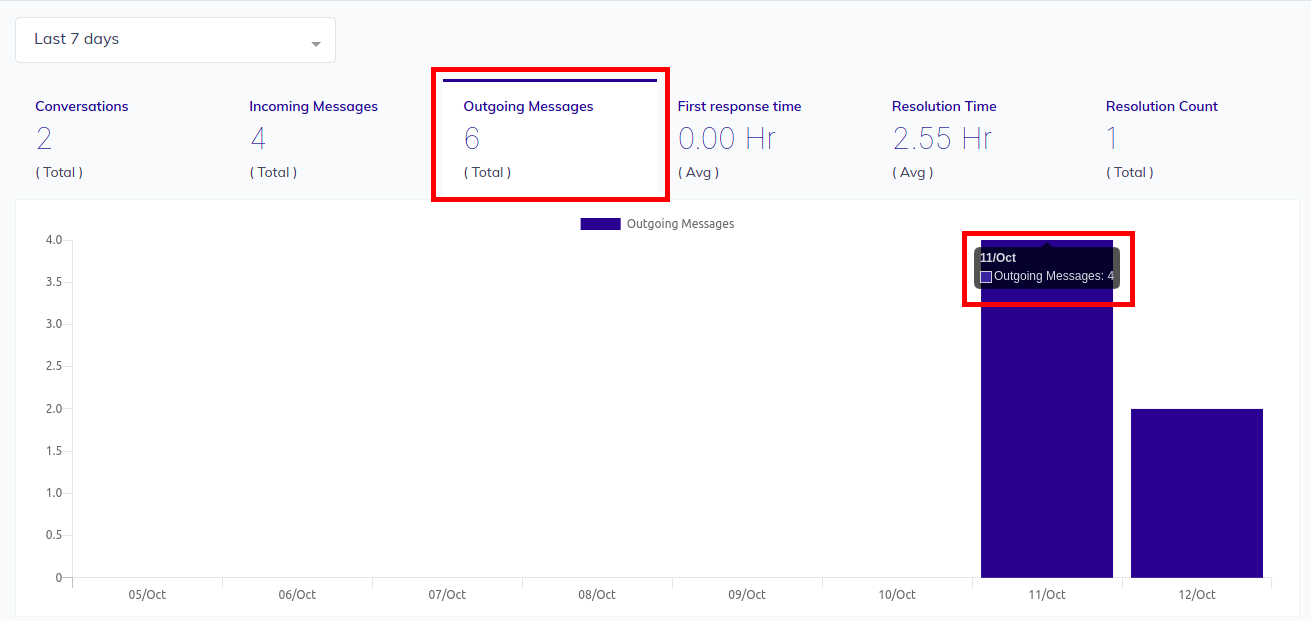 Last 7 days
Conversations
2
( Total )
Incoming Messages
4
( Total )
Outgoing Messages
6
( Total )
First response time
0.00 Hr
( Avg )
Resolution Time
2.55 Hr
( Avg )
Resolution Count
1
( Total )
Outgoing Messages
4.0
3.5
3.0
2.5
2.0
1.5
1.0
0.5
0
11/Oct
Outgoing Messages: 4
05/Oct
06/Oct
07/Oct
08/Oct
09/Oct
10/Oct
11/Oct
12/Oct